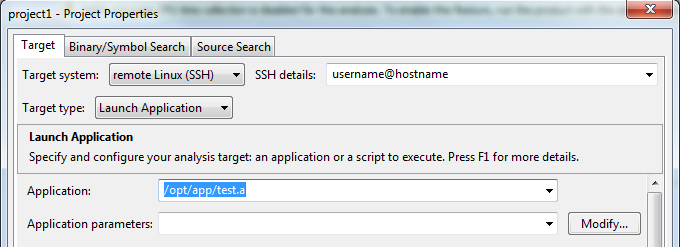 project1 - Project Properties
Target Binary/Symbol Search Source Search
Target system: remote Linux (SSH) SSH details: username@hostname
Target type: Launch Application
Launch Application
Specify and configure your analysis target: an application or a script to execute. Press F1 for more details.
Application: /opt/app/test.a
Application parameters: Modify...